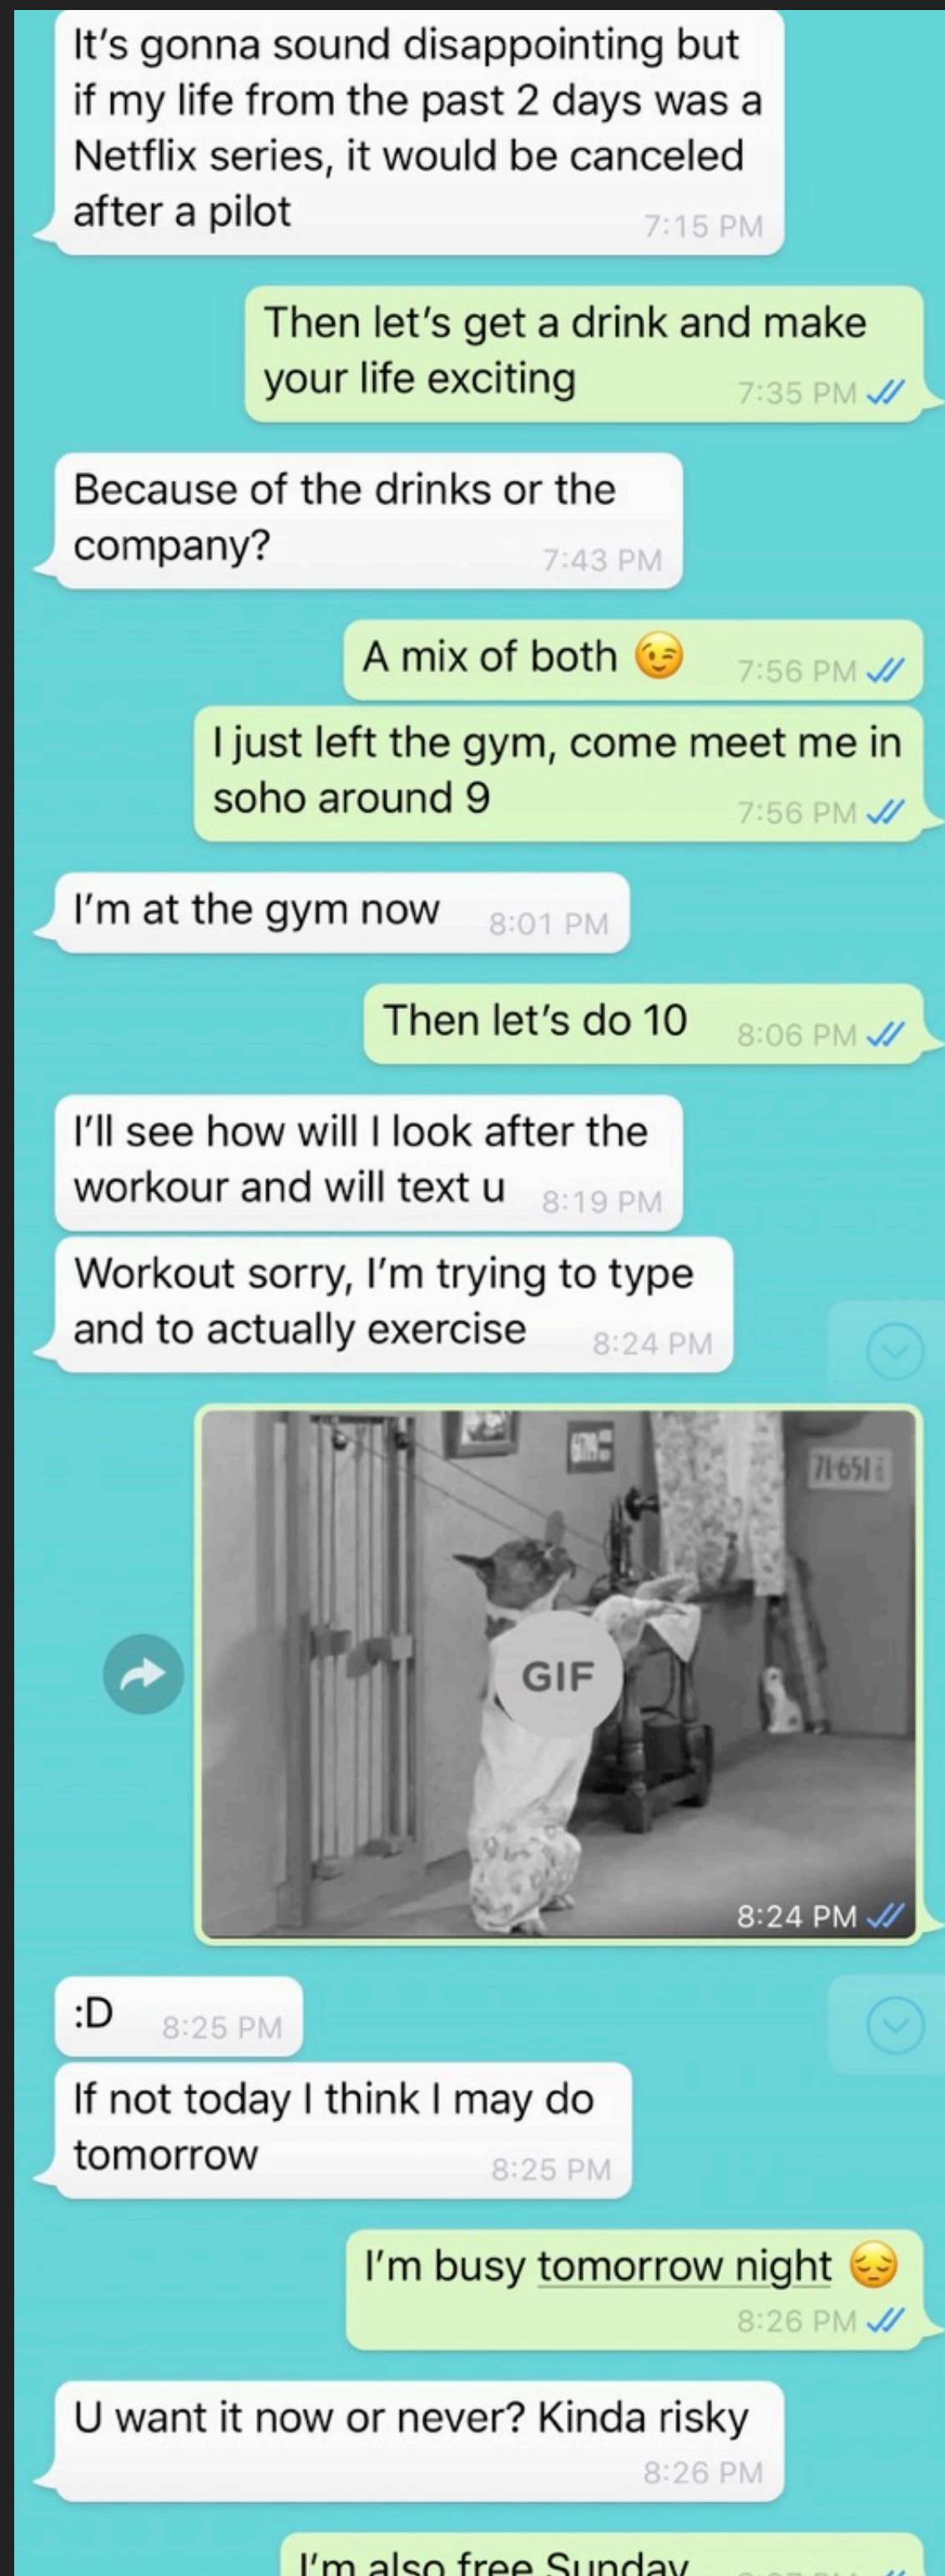 It's gonna sound disappointing but
if my life from the past 2 days was a
Netflix series, it would be canceled
after a pilot
7:15 PM
Then let's get a drink and make
your life exciting
7:35 PM
Because of the drinks or the
company?
7:43 PM
A mix of both 😉
7:56 PM
I just left the gym, come meet me in
soho around 9
7:56 PM
I'm at the gym now
8:01 PM
Then let's do 10
8:06 PM
I'll see how will I look after the
workour and will text u
8:19 PM
Workout sorry, I'm trying to type
and to actually exercise
8:24 PM
71·651
GIF
8:24 PM
:D
8:25 PM
If not today I think I may do
tomorrow
8:25 PM
I'm busy tomorrow night 😔
8:26 PM
U want it now or never? Kinda risky
8:26 PM
I'm also free Sunday